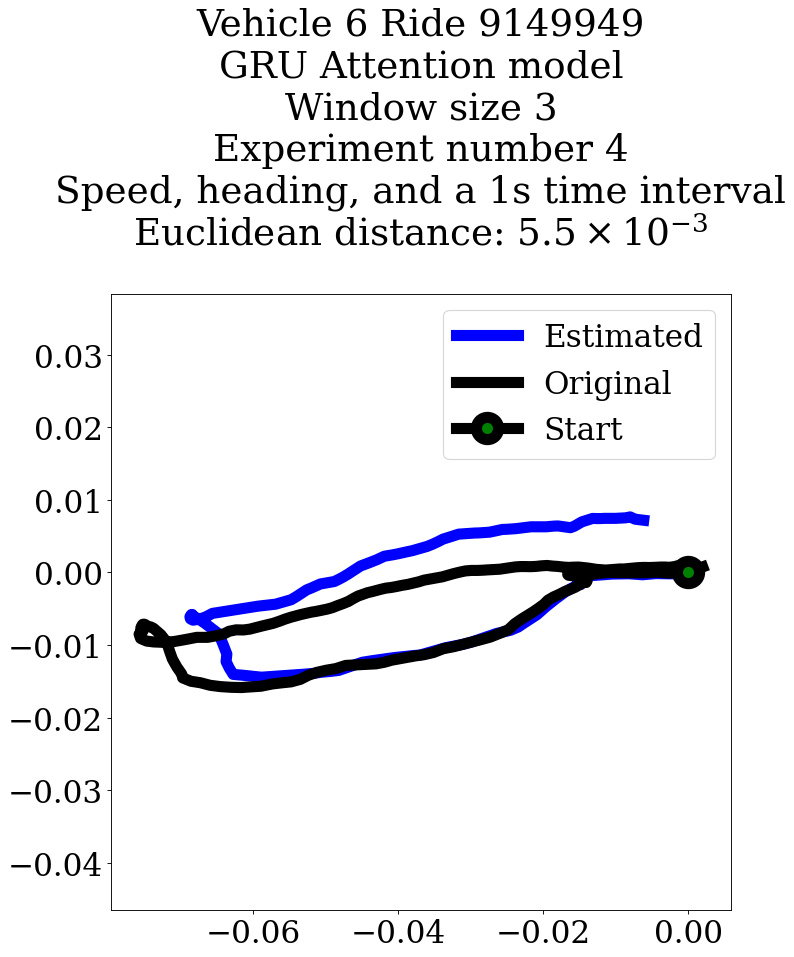 Vehicle 6 Ride 9149949
GRU Attention model
Window size 3
Experiment number 4
Speed, heading, and a 1s time interval
Euclidean distance: 5.5 × 10⁻³
Estimated
Original
Start
0.03
0.02
0.01
0.00
−0.01
−0.02
−0.03
−0.04
−0.06 −0.04 −0.02 0.00